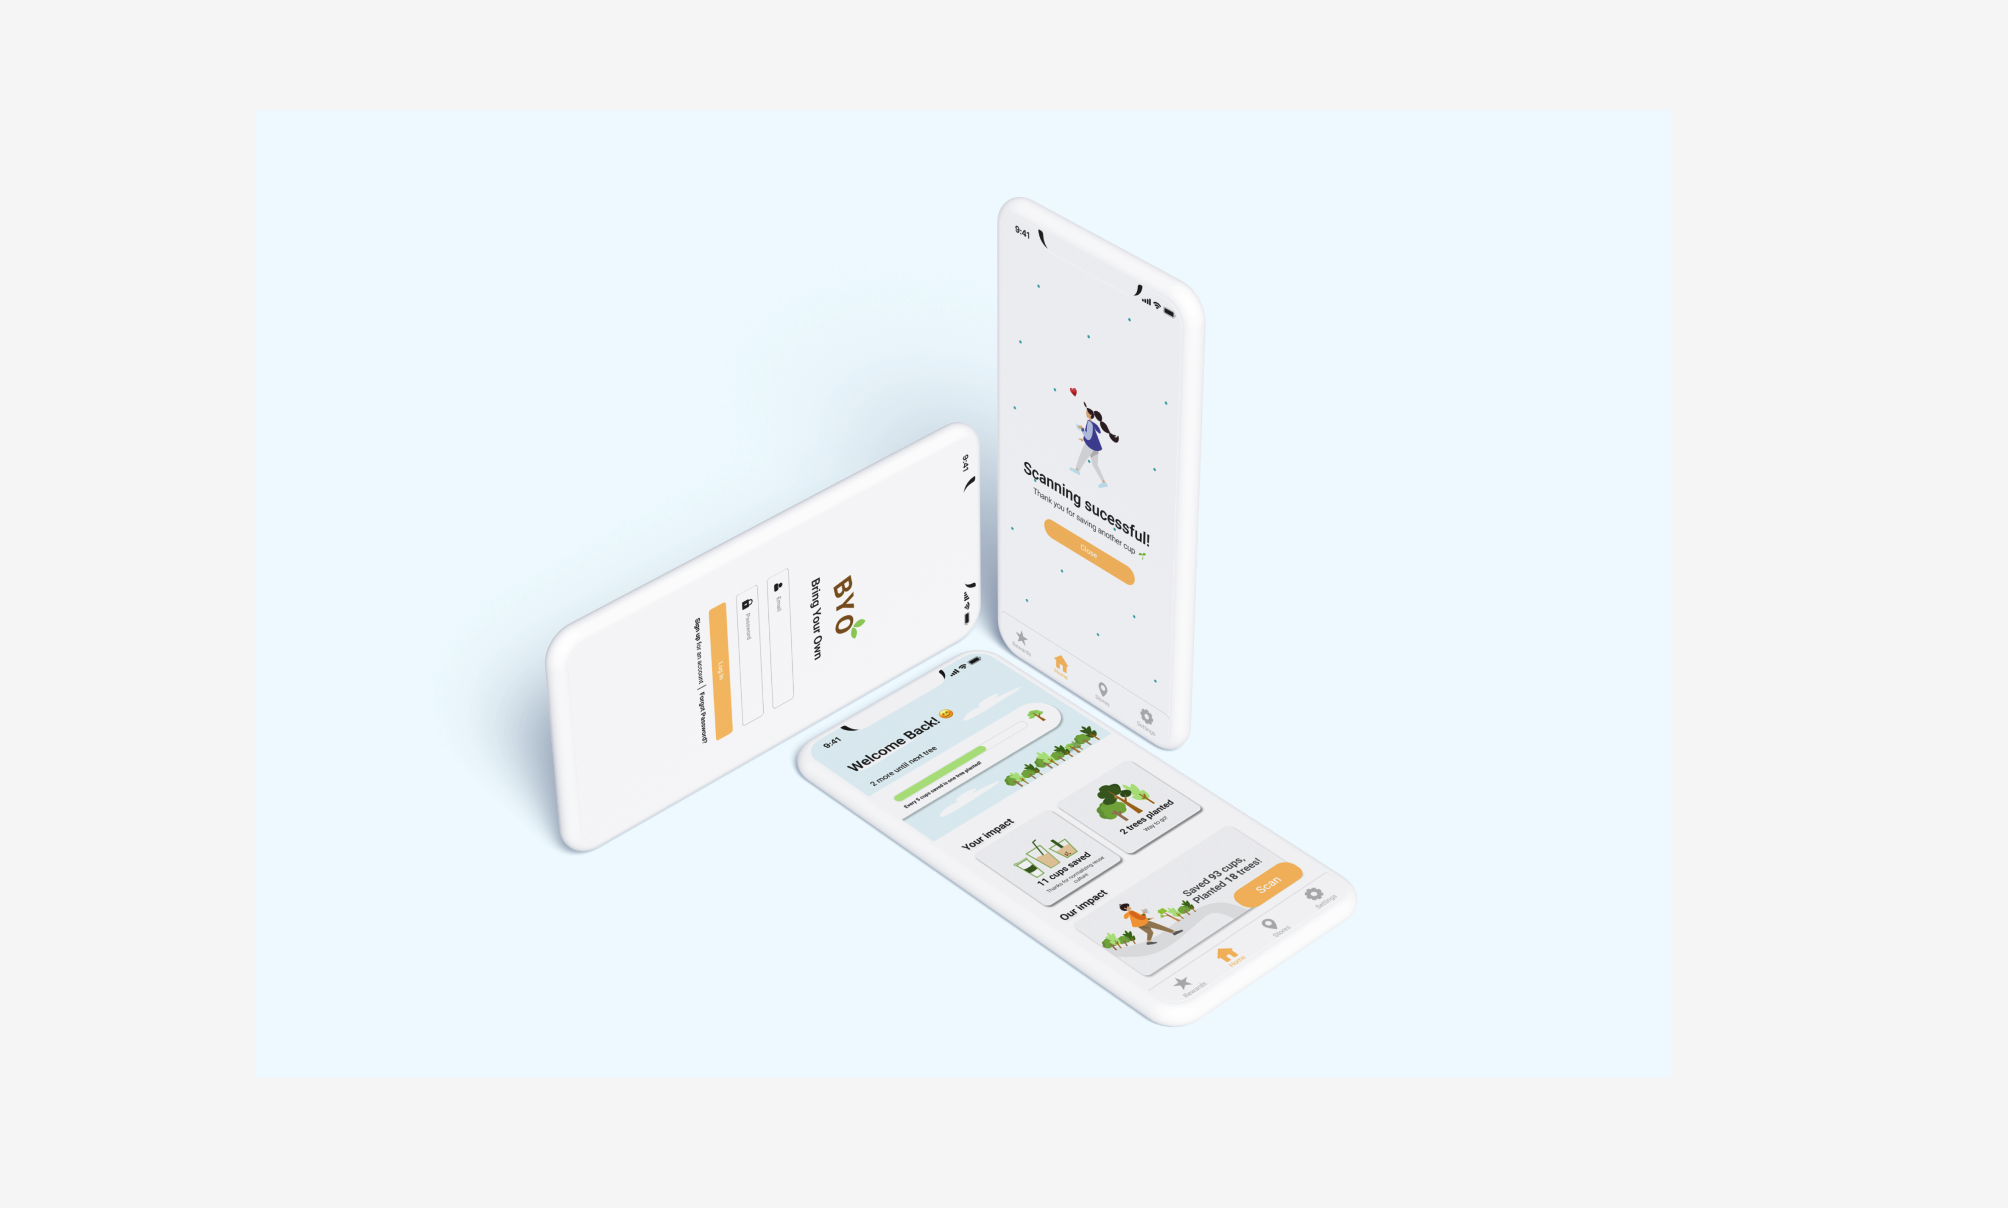 9:41
Scanning sucessful!
Thank you for saving another cup
Close
Rewards
Home
Stores
Settings
9:41
BYO
Bring Your Own
Email
Password
Log In
Sign up for an account | Forgot Password?
9:41
Welcome Back!
2 more until next tree
Every 5 cups saved is one tree planted!
Your impact
11 cups saved
Thanks for normalizing reuse
culture
2 trees planted
Way to go!
Our impact
Saved 93 cups,
Planted 18 trees!
Scan
Rewards
Home
Stores
Settings